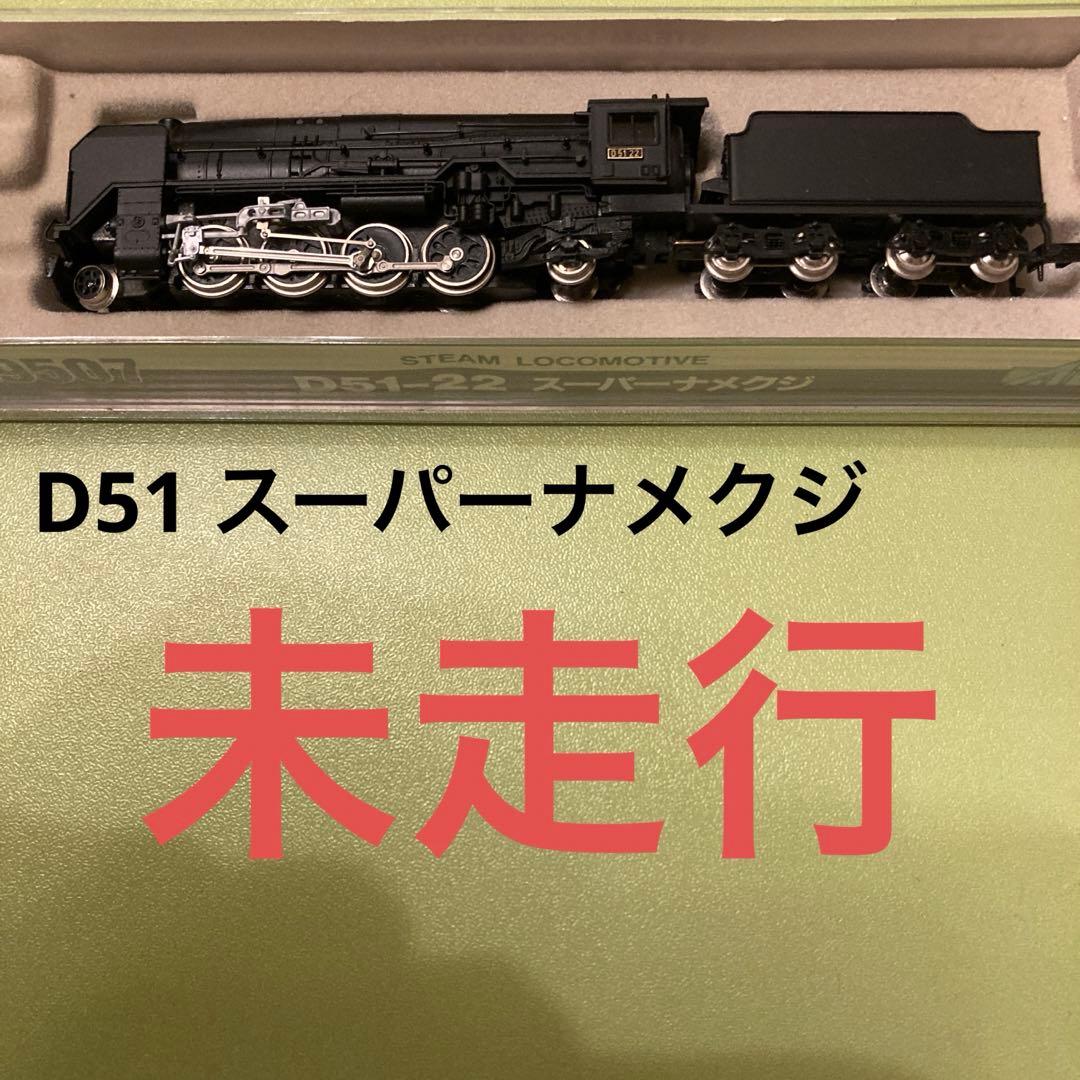 D51 22
9507
STEAM LOCOMOTIVE
D51-22 スーパーナメクジ
D51 スーパーナメクジ
未走行